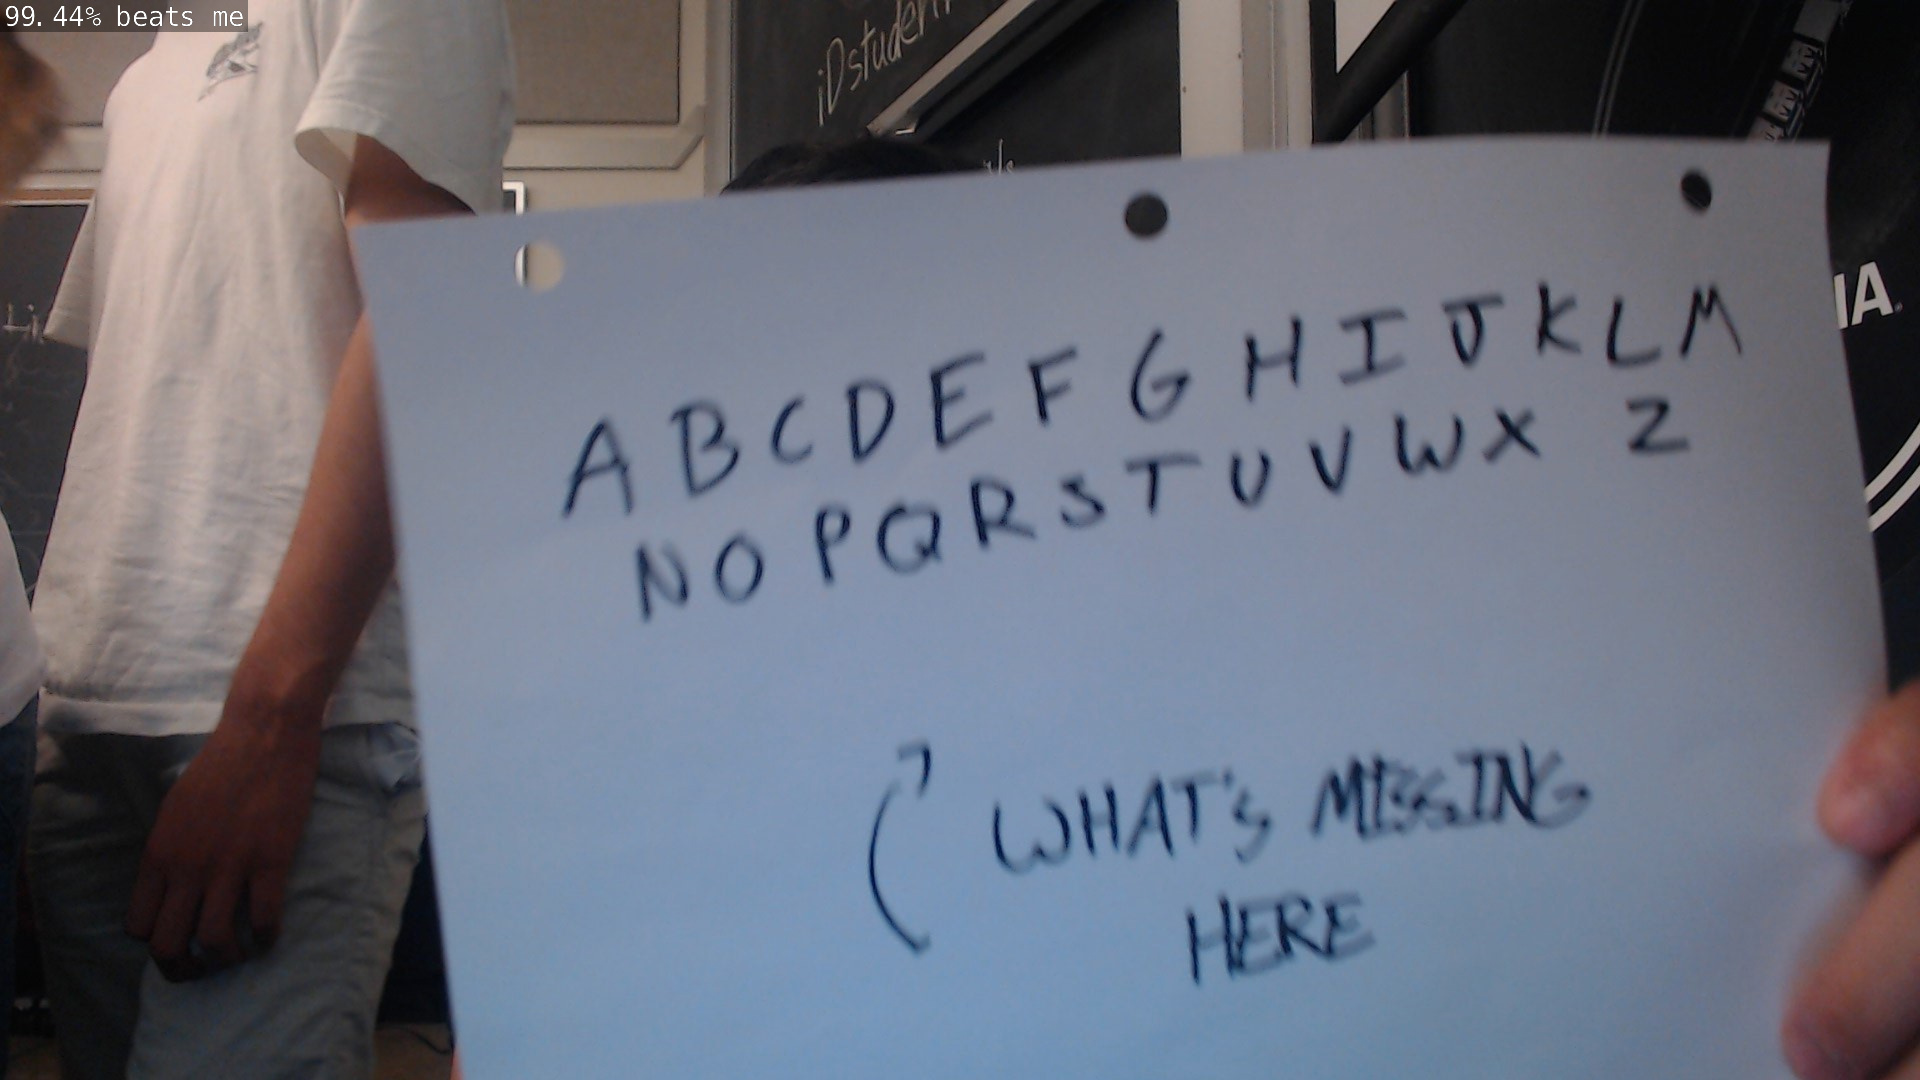 99.44% beats me
iDstudent
IA.
A B C D E F G H I J K L M
N O P Q R S T U V W X Z
WHAT'S MISSING
HERE